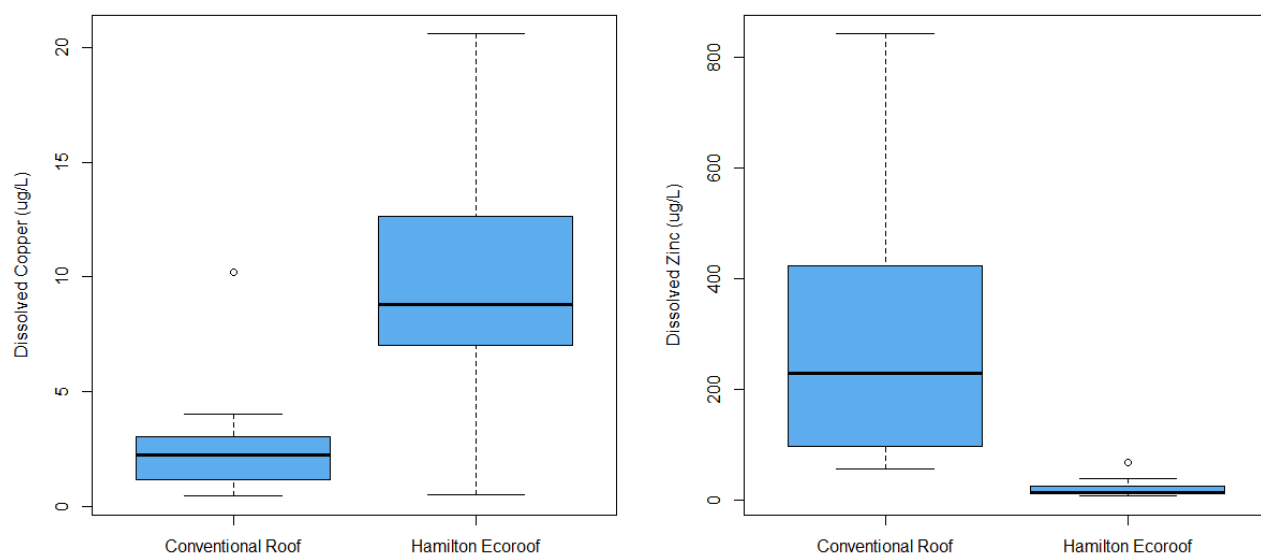 Dissolved Copper (ug/L)
20
15
10
5
0
Conventional Roof
Hamilton Ecoroof
Dissolved Zinc (ug/L)
800
600
400
200
0
Conventional Roof
Hamilton Ecoroof